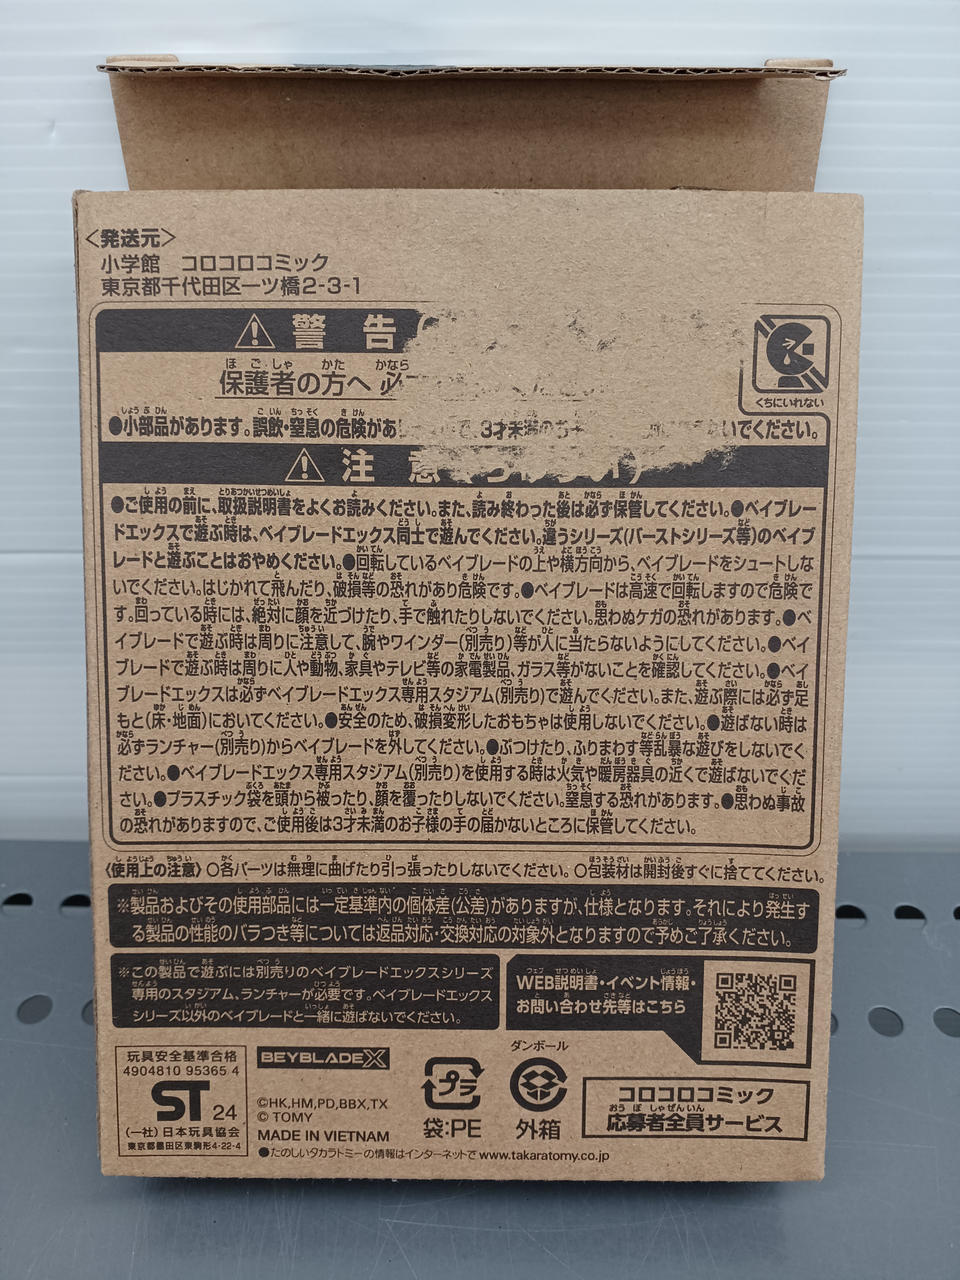 <発送元>
小学館 コロコロコミック
東京都千代田区一ツ橋2-3-1
警告
保護者の方へ 必
くちにいれない
●小部品があります。誤飲・窒息の危険があ 3才未満の いでください。
注意
●ご使用の前に、取扱説明書をよくお読みください。また、読み終わった後は必ず保管してください。●ベイブレー
ドエックスで遊ぶ時は、ベイブレードエックス同士で遊んでください。違うシリーズ(バーストシリーズ等)のベイブ
レードと遊ぶことはおやめください。●回転しているベイブレードの上や横方向から、ベイブレードをシュートしな
いでください。はじかれて飛んだり、破損等の恐れがあり危険です。●ベイブレードは高速で回転しますので危険で
す。回っている時には、絶対に顔を近づけたり、手で触れたりしないでください。思わぬケガの恐れがあります。●ベ
イブレードで遊ぶ時は周りに注意して、腕やワインダー(別売り)等が人に当たらないようにしてください。●ベイ
ブレードで遊ぶ時は周りに人や動物、家具やテレビ等の家電製品、ガラス等がないことを確認してください。●ベイ
ブレードエックスは必ずベイブレードエックス専用スタジアム(別売り)で遊んでください。また、遊ぶ際には必ず足
もと(床・地面)においてください。●安全のため、破損変形したおもちゃは使用しないでください。●遊ばない時は
必ずランチャー(別売り)からベイブレードを外してください。●ぶつけたり、ふりまわす等乱暴な遊びをしないでく
ださい。●ベイブレードエックス専用スタジアム(別売り)を使用する時は火気や暖房器具の近くで遊ばないでくだ
さい。●プラスチック袋を頭から被ったり、顔を覆ったりしないでください。窒息する恐れがあります。●思わぬ事故
の恐れがありますので、ご使用後は3才未満のお子様の手の届かないところに保管してください。
《使用上の注意》○各パーツは無理に曲げたり引っ張ったりしないでください。○包装材は開封後すぐに捨ててください。
※製品およびその使用部品には一定基準内の個体差(公差)がありますが、仕様となります。それにより発生す
る製品の性能のバラつき等については返品対応・交換対応の対象外となりますので予めご了承ください。
※この製品で遊ぶには別売りのベイブレードエックスシリーズ
専用のスタジアム、ランチャーが必要です。ベイブレードエックス
シリーズ以外のベイブレードと一緒に遊ばないでください。
WEB説明書・イベント情報・
お問い合わせ先等はこちら
玩具安全基準合格
4904810 95365 4
ST 24
(一社)日本玩具協会
東京都墨田区東駒形4-22-4
BEYBLADE X
©HK,HM,PD,BBX,TX
© TOMY
MADE IN VIETNAM
●たのしいタカラトミーの情報はインターネットで www.takaratomy.co.jp
プラ
袋:PE
ダンボール
外箱
コロコロコミック
応募者全員サービス